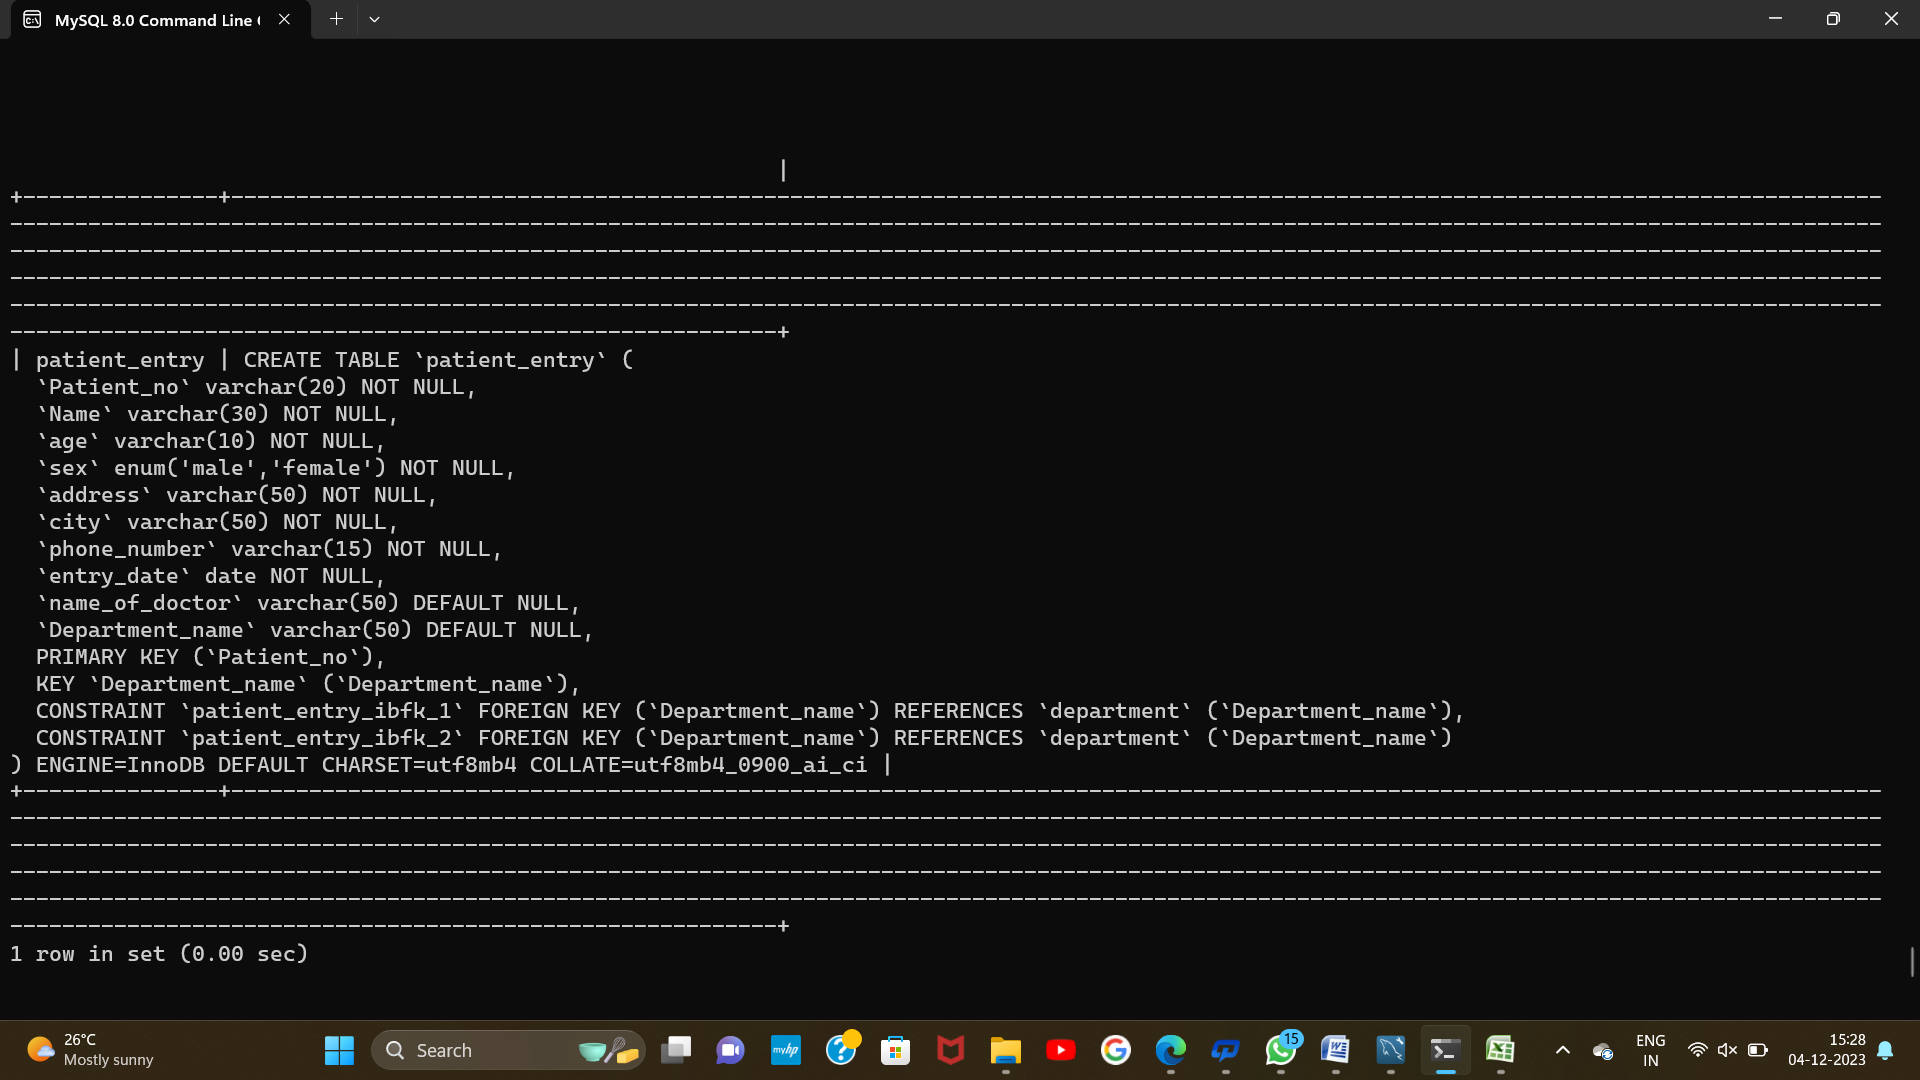 MySQL 8.0 Command Line
|
+---------------+-------------------------------------------------------------------------------------------------------------------------------
------------------------------------------------------------------------------------------------------------------------------------------------
------------------------------------------------------------------------------------------------------------------------------------------------
------------------------------------------------------------------------------------------------------------------------------------------------
------------------------------------------------------------------------------------------------------------------------------------------------
-----------------------------------------------------------+
| patient_entry | CREATE TABLE `patient_entry` (
  `Patient_no` varchar(20) NOT NULL,
  `Name` varchar(30) NOT NULL,
  `age` varchar(10) NOT NULL,
  `sex` enum('male','female') NOT NULL,
  `address` varchar(50) NOT NULL,
  `city` varchar(50) NOT NULL,
  `phone_number` varchar(15) NOT NULL,
  `entry_date` date NOT NULL,
  `name_of_doctor` varchar(50) DEFAULT NULL,
  `Department_name` varchar(50) DEFAULT NULL,
  PRIMARY KEY (`Patient_no`),
  KEY `Department_name` (`Department_name`),
  CONSTRAINT `patient_entry_ibfk_1` FOREIGN KEY (`Department_name`) REFERENCES `department` (`Department_name`),
  CONSTRAINT `patient_entry_ibfk_2` FOREIGN KEY (`Department_name`) REFERENCES `department` (`Department_name`)
) ENGINE=InnoDB DEFAULT CHARSET=utf8mb4 COLLATE=utf8mb4_0900_ai_ci |
+---------------+-------------------------------------------------------------------------------------------------------------------------------
------------------------------------------------------------------------------------------------------------------------------------------------
------------------------------------------------------------------------------------------------------------------------------------------------
------------------------------------------------------------------------------------------------------------------------------------------------
------------------------------------------------------------------------------------------------------------------------------------------------
-----------------------------------------------------------+
1 row in set (0.00 sec)
26°C
Mostly sunny
Search
myhp
15
ENG
IN
15:28
04-12-2023